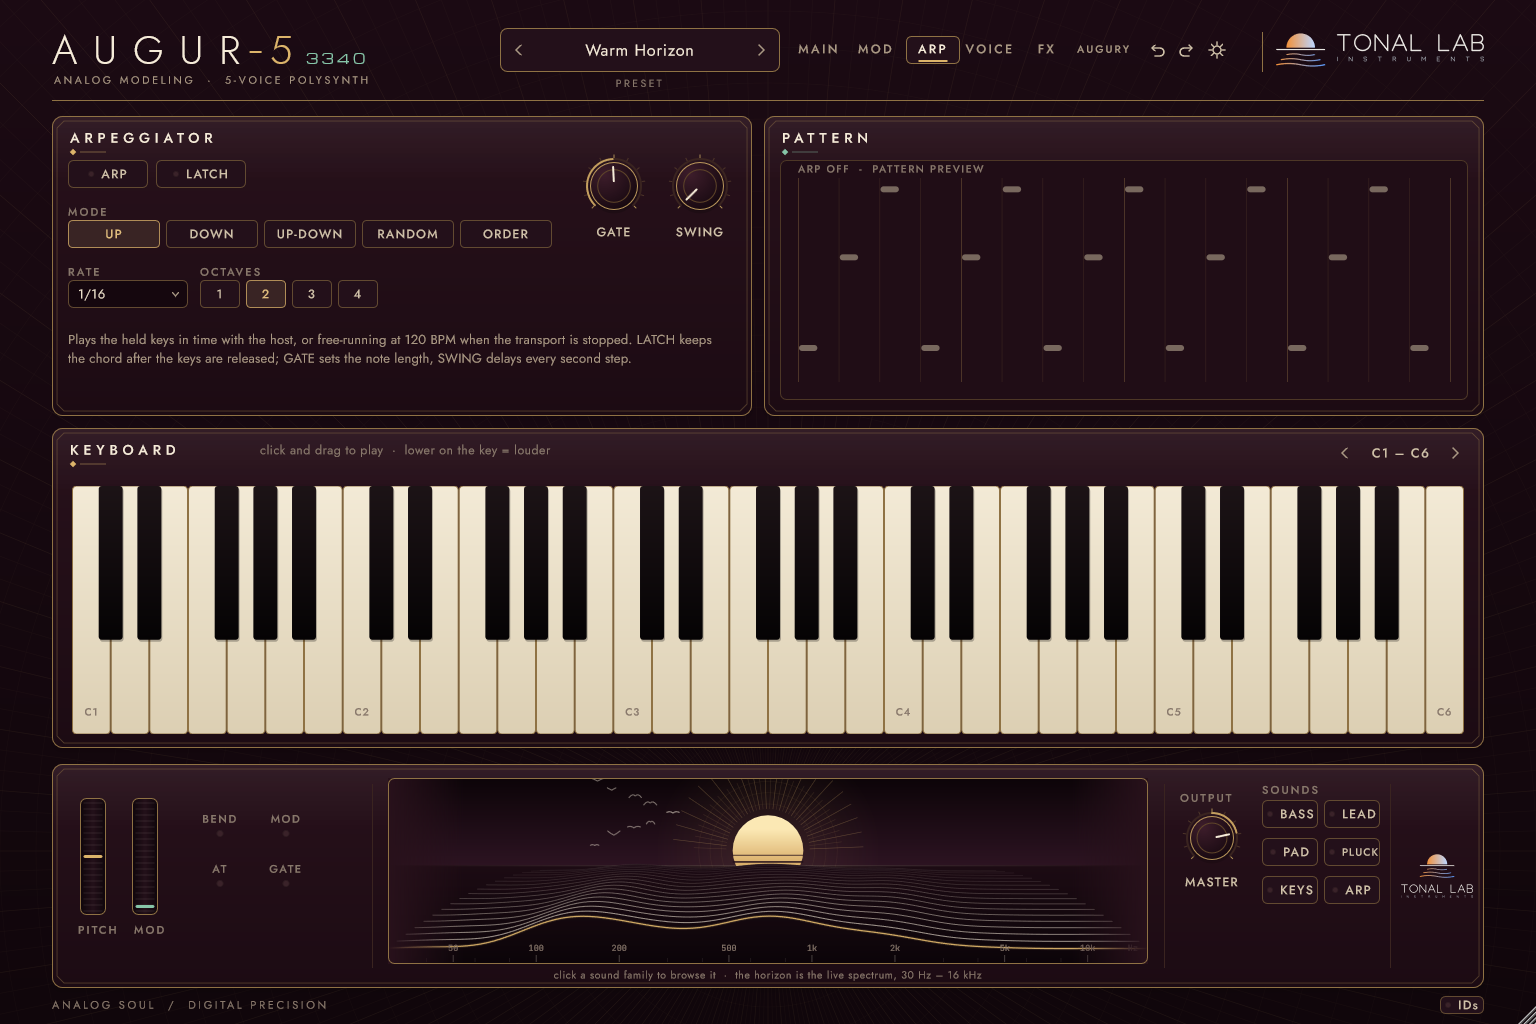 AUGUR-5 3340
ANALOG MODELING · 5-VOICE POLYSYNTH
Warm Horizon
PRESET
MAIN MOD ARP VOICE FX AUGURY
TONAL LAB
INSTRUMENTS
ARPEGGIATOR
ARP LATCH
MODE
UP DOWN UP-DOWN RANDOM ORDER
GATE SWING
RATE OCTAVES
1/16 1 2 3 4
Plays the held keys in time with the host, or free-running at 120 BPM when the transport is stopped. LATCH keeps
the chord after the keys are released; GATE sets the note length, SWING delays every second step.
PATTERN
ARP OFF - PATTERN PREVIEW
KEYBOARD
click and drag to play · lower on the key = louder
C1 – C6
C1 C2 C3 C4 C5 C6
PITCH MOD
BEND MOD
AT GATE
30 100 200 500 1k 2k 5k 10k
click a sound family to browse it · the horizon is the live spectrum, 30 Hz – 16 kHz
OUTPUT
MASTER
SOUNDS
BASS LEAD
PAD PLUCK
KEYS ARP
TONAL LAB
INSTRUMENTS
ANALOG SOUL / DIGITAL PRECISION
IDs